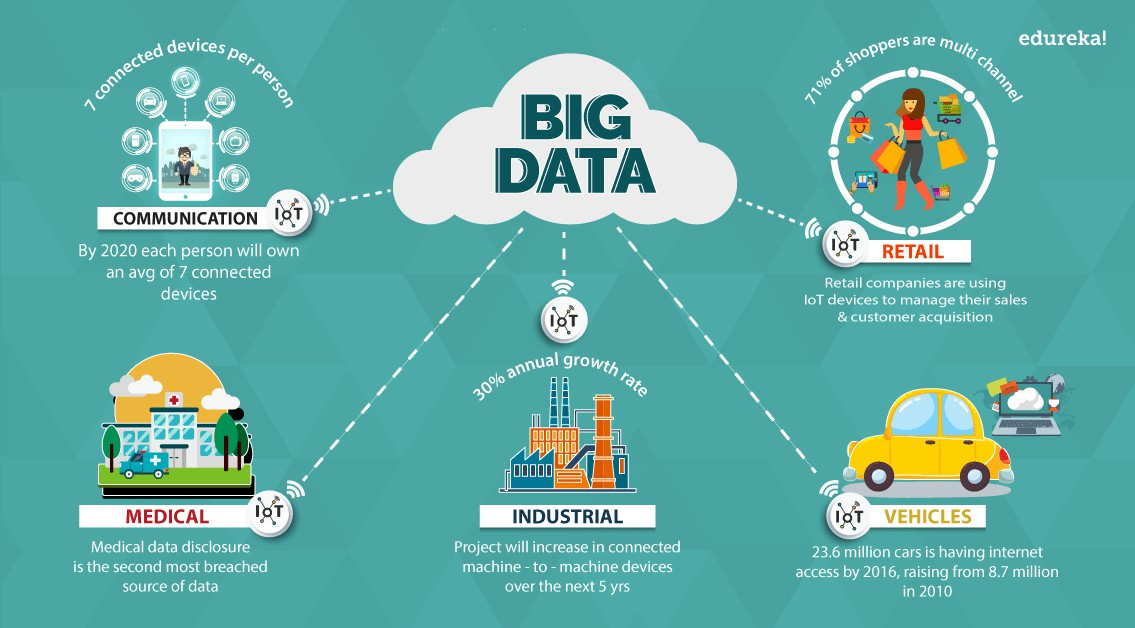 edureka!
BIG
DATA
7 connected devices per person
COMMUNICATION
IoT
By 2020 each person will own
an avg of 7 connected
devices
71% of shoppers are multi channel
IoT
RETAIL
Retail companies are using
IoT devices to manage their sales
& customer acquisition
MEDICAL
IoT
Medical data disclosure
is the second most breached
source of data
IoT
30% annual growth rate
INDUSTRIAL
Project will increase in connected
machine - to - machine devices
over the next 5 yrs
IoT
VEHICLES
23.6 million cars is having internet
access by 2016, raising from 8.7 million
in 2010